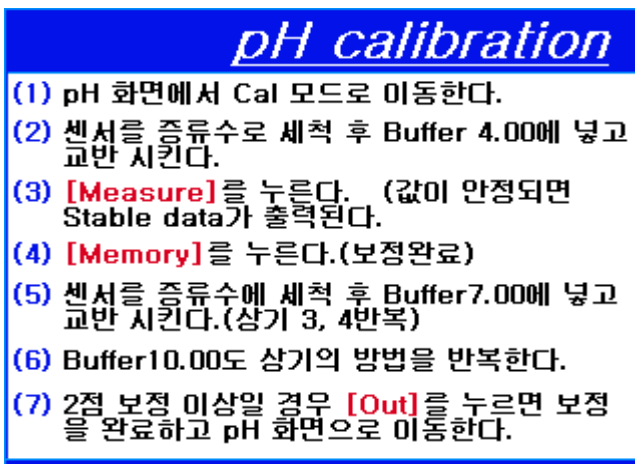 pH calibration
(1) pH 화면에서 Cal 모드로 이동한다.
(2) 센서를 증류수로 세척 후 Buffer 4.00에 넣고
교반 시킨다.
(3) [Measure]를 누른다. (값이 안정되면
Stable data가 출력된다.
(4) [Memory]를 누른다.(보정완료)
(5) 센서를 증류수에 세척 후 Buffer7.00에 넣고
교반 시킨다.(상기 3, 4반복)
(6) Buffer10.00도 상기의 방법을 반복한다.
(7) 2점 보정 이상일 경우 [Out]를 누르면 보정
을 완료하고 pH 화면으로 이동한다.